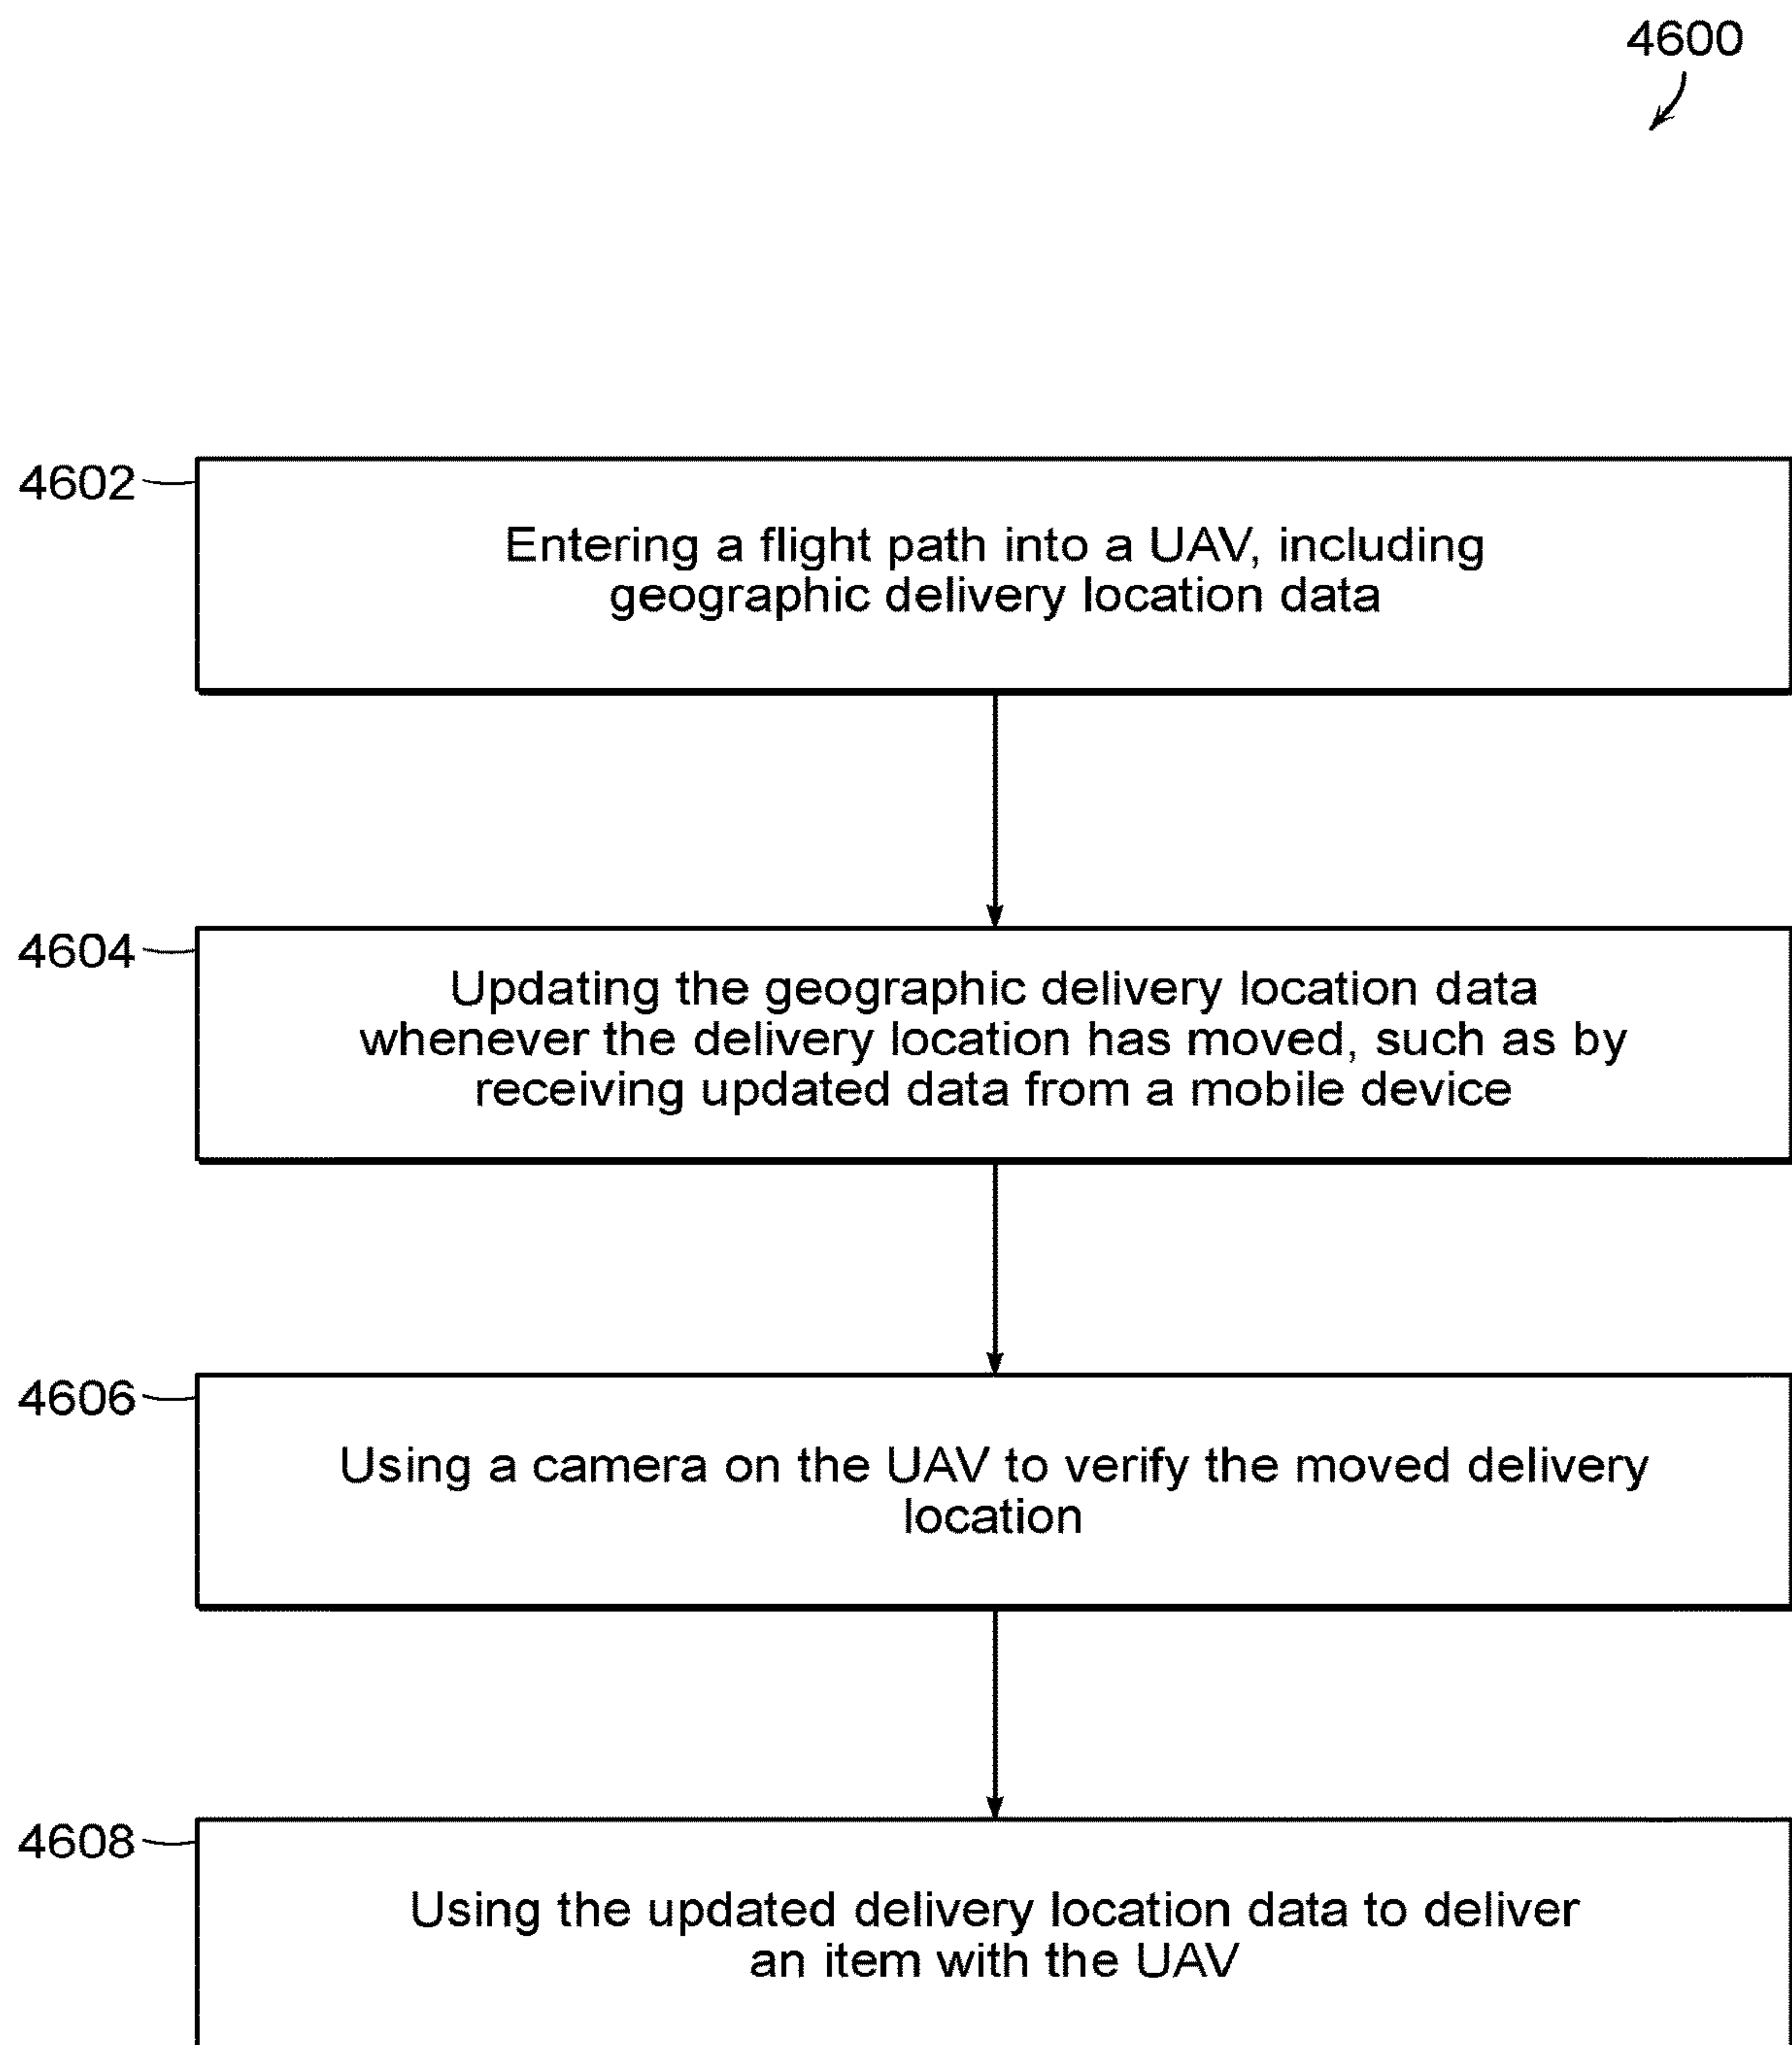 4600
4602
Entering a flight path into a UAV, including
geographic delivery location data
4604
Updating the geographic delivery location data
whenever the delivery location has moved, such as by
receiving updated data from a mobile device
4606
Using a camera on the UAV to verify the moved delivery
location
4608
Using the updated delivery location data to deliver
an item with the UAV